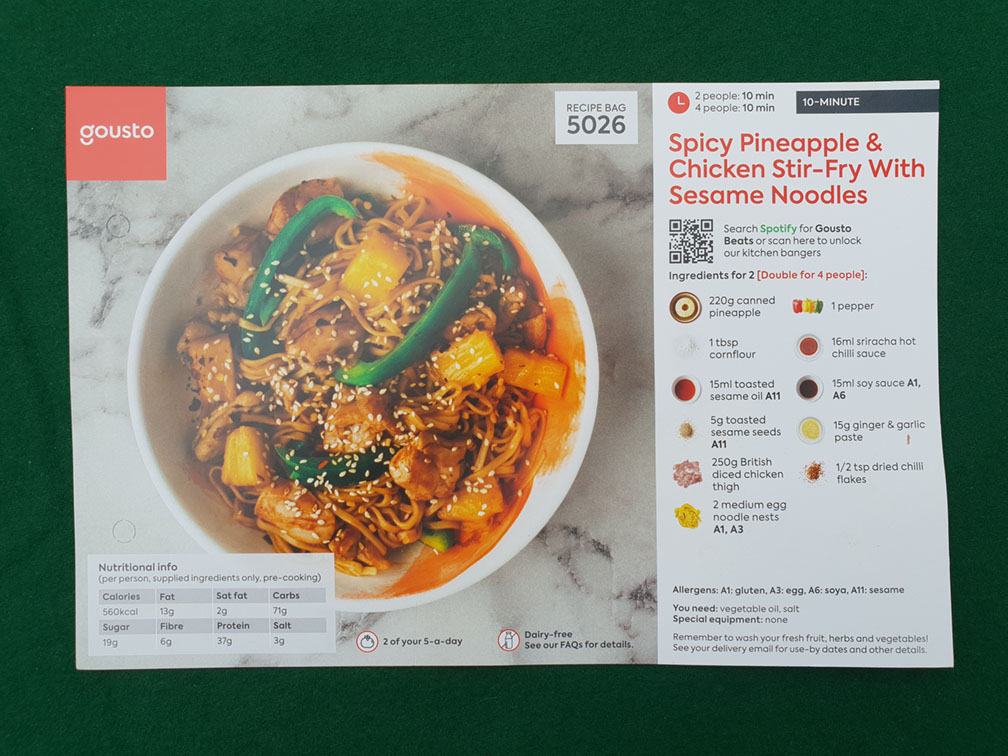 gousto
RECIPE BAG
5026
2 people: 10 min
4 people: 10 min
10-MINUTE
Spicy Pineapple &
Chicken Stir-Fry With
Sesame Noodles
Search Spotify for Gousto
Beats or scan here to unlock
our kitchen bangers
Ingredients for 2 [Double for 4 people]:
220g canned
pineapple
1 pepper
1 tbsp
cornflour
16ml sriracha hot
chilli sauce
15ml toasted
sesame oil A11
15ml soy sauce A1,
A6
5g toasted
sesame seeds
A11
15g ginger & garlic
paste
250g British
diced chicken
thigh
1/2 tsp dried chilli
flakes
2 medium egg
noodle nests
A1, A3
Allergens: A1: gluten, A3: egg, A6: soya, A11: sesame
You need: vegetable oil, salt
Special equipment: none
Remember to wash your fresh fruit, herbs and vegetables!
See your delivery email for use-by dates and other details.
Nutritional info
(per person, supplied ingredients only, pre-cooking)
Calories Fat Sat fat Carbs
560kcal 13g 2g 71g
Sugar Fibre Protein Salt
19g 6g 37g 3g
2 of your 5-a-day
Dairy-free
See our FAQs for details.